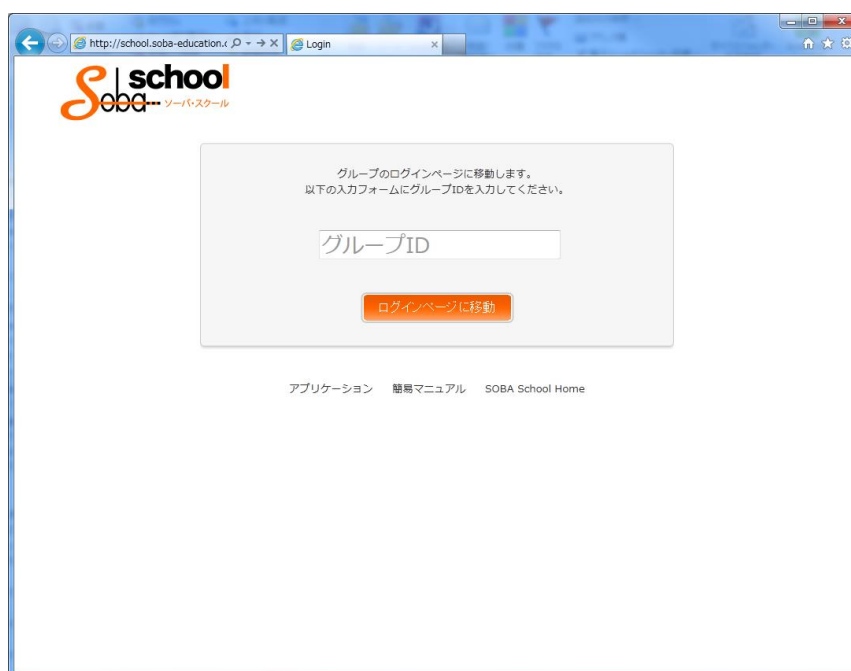 http://school.soba-education.c
Login
Soba school
ソーバ・スクール
グループのログインページに移動します。
以下の入力フォームにグループIDを入力してください。
グループID
ログインページに移動
アプリケーション 簡易マニュアル SOBA School Home